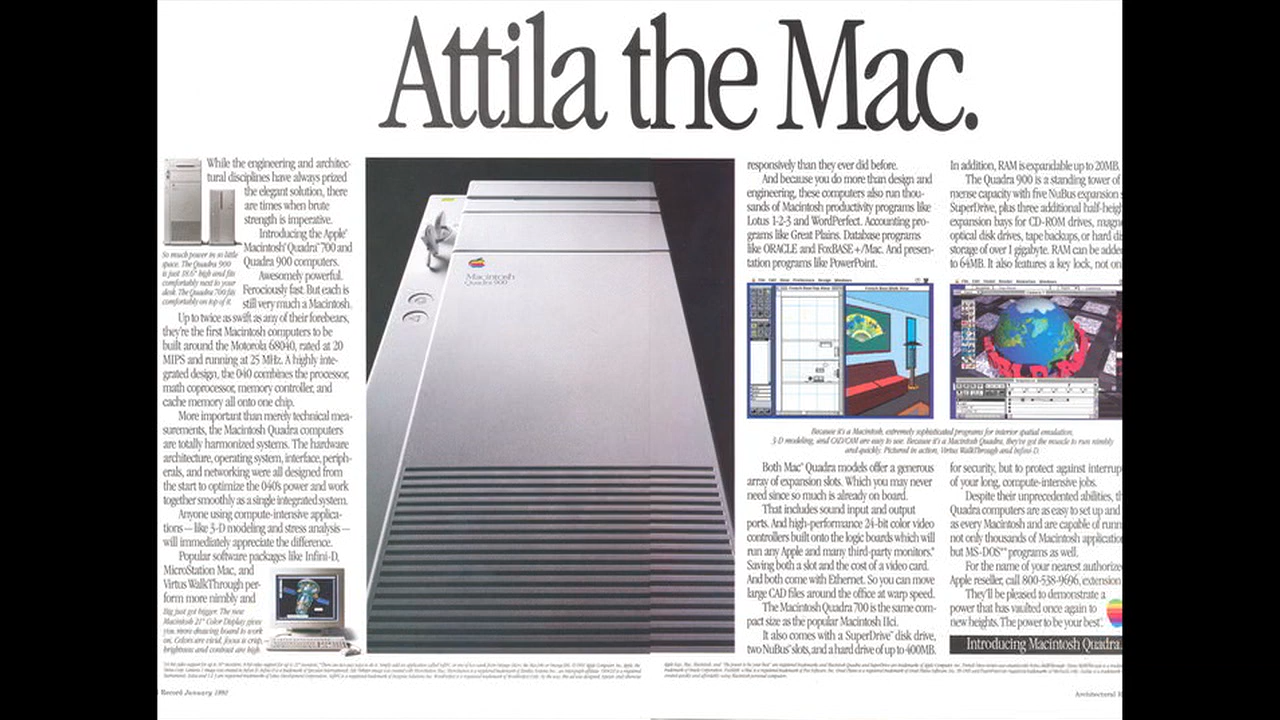 Attila the Mac.
While the engineering and architec-
tural disciplines have always prized
the elegant solution, there
are times when brute
strength is imperative.
Introducing the Apple®
Macintosh® Quadra™ 700 and
Quadra 900 computers.
Awesomely powerful.
Ferociously fast. But each is
still very much a Macintosh.
So much power in so little
space. The Quadra 900
is just 18.6" high and fits
comfortably next to your
desk. The Quadra 700 fits
comfortably on top of it.
Up to twice as swift as any of their forebears,
they're the first Macintosh computers to be
built around the Motorola 68040, rated at 20
MIPS and running at 25 MHz. A highly inte-
grated design, the 040 combines the processor,
math coprocessor, memory controller, and
cache memory all onto one chip.
More important than merely technical mea-
surements, the Macintosh Quadra computers
are totally harmonized systems. The hardware
architecture, operating system, interface, periph-
erals, and networking were all designed from
the start to optimize the 040's power and work
together smoothly as a single integrated system.
Anyone using compute-intensive applica-
tions — like 3-D modeling and stress analysis —
will immediately appreciate the difference.
Popular software packages like Infini-D,
MicroStation Mac, and
Virtus WalkThrough per-
form more nimbly and
Big just got bigger. The new
Macintosh 21" Color Display gives
you more drawing board to work
on. Colors are vivid, focus is crisp,
brightness and contrast are high.
Macintosh
Quadra 900
responsively than they ever did before.
And because you do more than design and
engineering, these computers also run thou-
sands of Macintosh productivity programs like
Lotus 1-2-3 and WordPerfect. Accounting pro-
grams like Great Plains. Database programs
like ORACLE and FoxBASE+/Mac. And presen-
tation programs like PowerPoint.
In addition, RAM is expandable up to 20MB.
The Quadra 900 is a standing tower of
mense capacity with five NuBus expansion
SuperDrive, plus three additional half-heigh
expansion bays for CD-ROM drives, magn
optical disk drives, tape backups, or hard di
storage of over 1 gigabyte. RAM can be added
to 64MB. It also features a key lock, not on
Because it's a Macintosh, extremely sophisticated programs for interior spatial emulation,
3-D modeling, and CAD/CAM are easy to use. Because it's a Macintosh Quadra, they've got the muscle to run nimbly
and quickly. Pictured in action, Virtus WalkThrough and Infini-D.
Both Mac® Quadra models offer a generous
array of expansion slots. Which you may never
need since so much is already on board.
That includes sound input and output
ports. And high-performance 24-bit color video
controllers built onto the logic boards which will
run any Apple and many third-party monitors.*
Saving both a slot and the cost of a video card.
And both come with Ethernet. So you can move
large CAD files around the office at warp speed.
The Macintosh Quadra 700 is the same com-
pact size as the popular Macintosh IIci.
It also comes with a SuperDrive™ disk drive,
two NuBus™ slots, and a hard drive of up to 400MB.
for security, but to protect against interrup
of your long, compute-intensive jobs.
Despite their unprecedented abilities, th
Quadra computers are as easy to set up and
as every Macintosh and are capable of runn
not only thousands of Macintosh applicatio
but MS-DOS** programs as well.
For the name of your nearest authorize
Apple reseller, call 800-538-9696, extension
They'll be pleased to demonstrate a
power that has vaulted once again to
new heights. The power to be your best.®
Introducing Macintosh Quadra.
Record January 1992
Architectural R